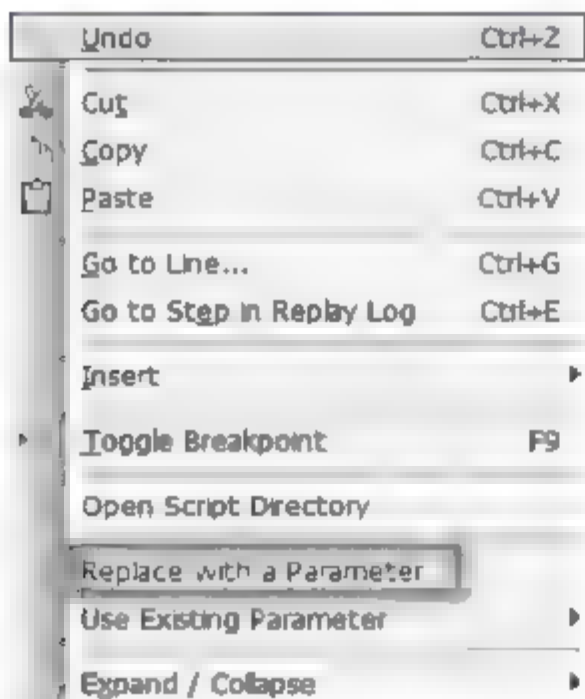 Undo Ctrl+Z
Cut Ctrl+X
Copy Ctrl+C
Paste Ctrl+V
Go to Line... Ctrl+G
Go to Step in Replay Log Ctrl+E
Insert
Toggle Breakpoint F9
Open Script Directory
Replace with a Parameter
Use Existing Parameter
Expand / Collapse